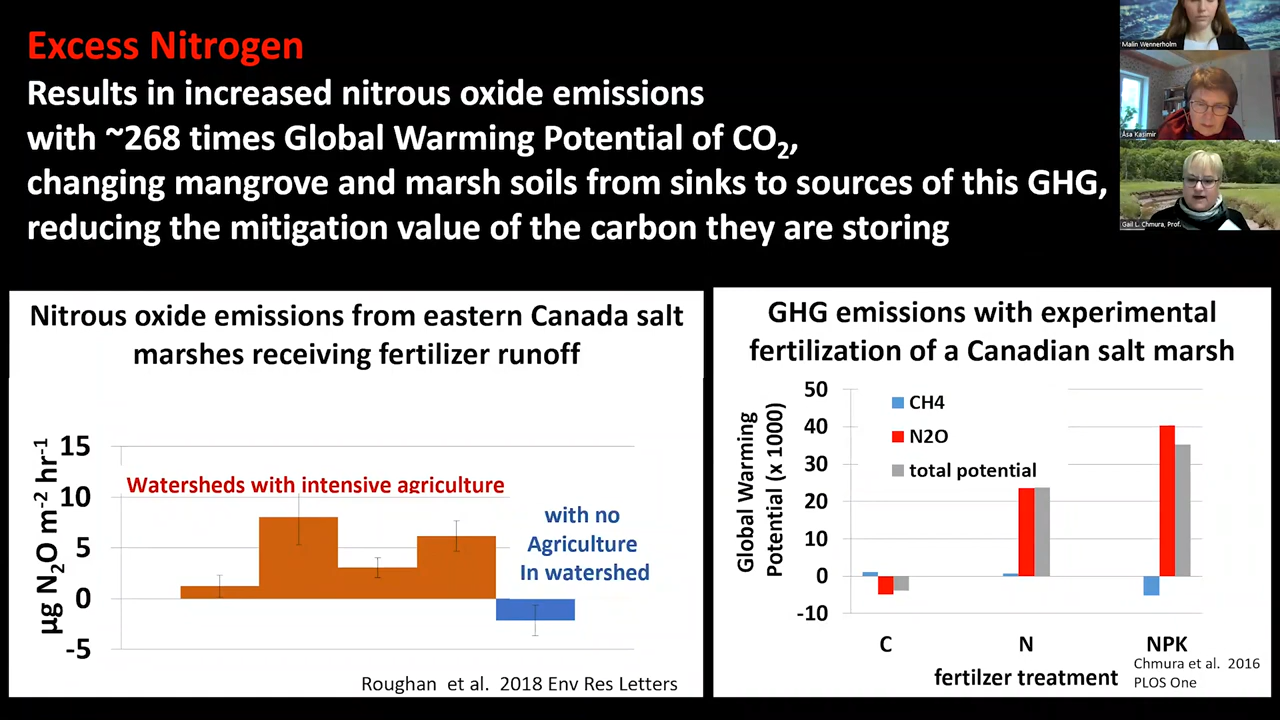 Excess Nitrogen
Results in increased nitrous oxide emissions
with ~268 times Global Warming Potential of CO2,
changing mangrove and marsh soils from sinks to sources of this GHG,
reducing the mitigation value of the carbon they are storing
Malin Wennerholm
Åsa Kasimir
Gail L. Chmura, Prof.
Nitrous oxide emissions from eastern Canada salt
marshes receiving fertilizer runoff
µg N2O m-2 hr-1
15
10
5
0
-5
Watersheds with intensive agriculture
with no
Agriculture
In watershed
Roughan et al. 2018 Env Res Letters
GHG emissions with experimental
fertilization of a Canadian salt marsh
Global Warming
Potential (x 1000)
50
40
30
20
10
0
-10
CH4
N2O
total potential
C
N
NPK
fertilzer treatment
Chmura et al. 2016
PLOS One